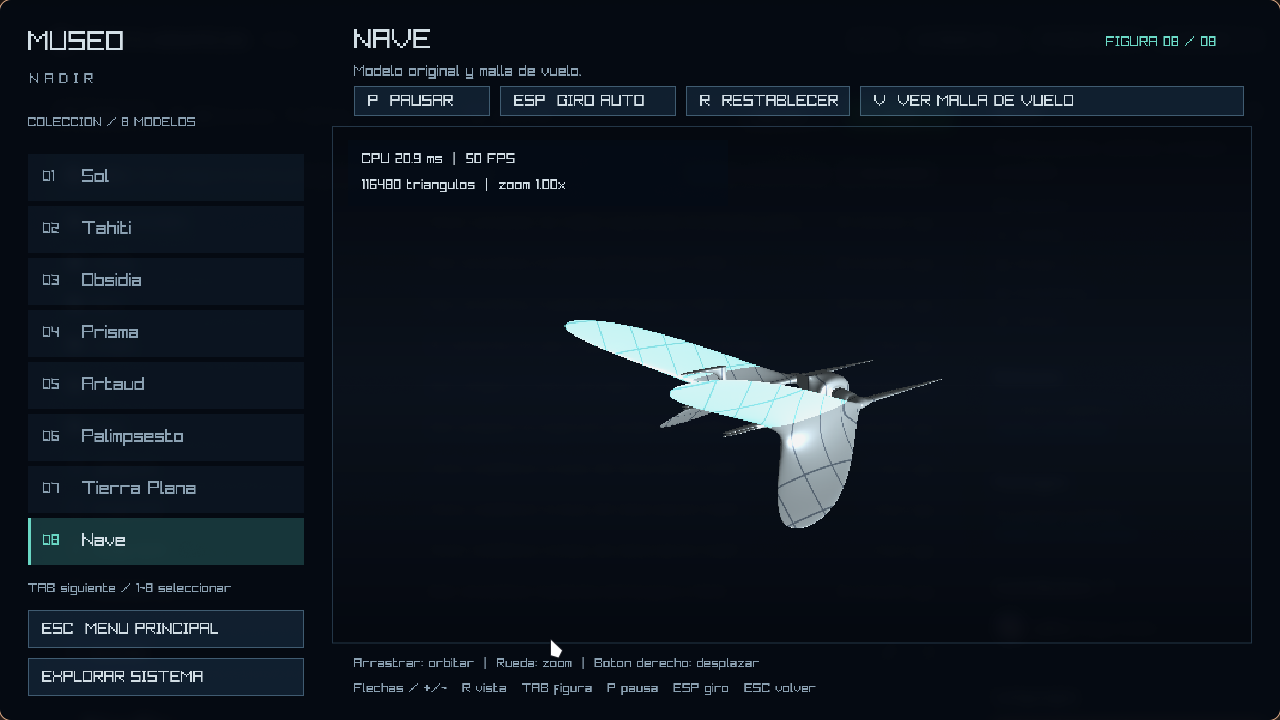 MUSEO
NADIR
COLECCION / 8 MODELOS
01 Sol
02 Tahiti
03 Obsidia
04 Prisma
05 Artaud
06 Palimpsesto
07 Tierra Plana
08 Nave
TAB siguiente / 1-8 seleccionar
ESC MENU PRINCIPAL
EXPLORAR SISTEMA
NAVE
FIGURA 08 / 08
Modelo original y malla de vuelo.
P PAUSAR
ESP GIRO AUTO
R RESTABLECER
V VER MALLA DE VUELO
CPU 20.9 ms | 50 FPS
116480 triangulos | zoom 1.00x
Arrastrar: orbitar | Rueda: zoom | Boton derecho: desplazar
Flechas / +/- R vista TAB figura P pausa ESP giro ESC volver